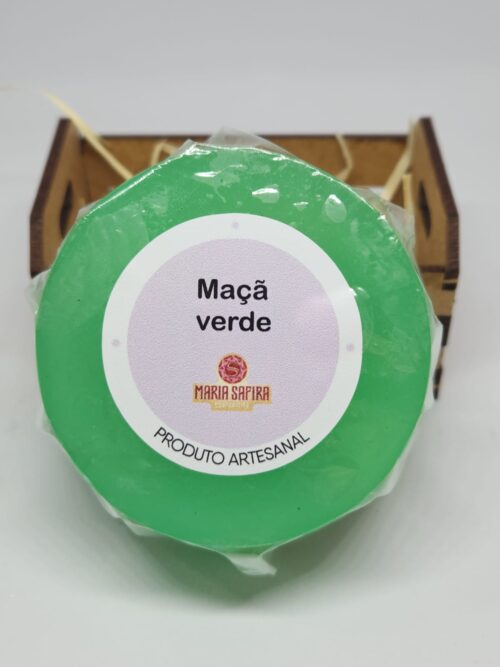 Maçã
verde
S
MARIA SAFIRA
PRODUTO ARTESANAL